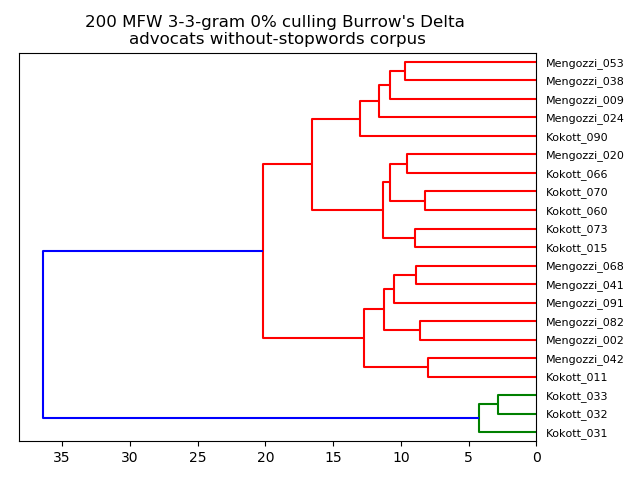 200 MFW 3-3-gram 0% culling Burrow's Delta
advocats without-stopwords corpus
Mengozzi_053
Mengozzi_038
Mengozzi_009
Mengozzi_024
Kokott_090
Mengozzi_020
Kokott_066
Kokott_070
Kokott_060
Kokott_073
Kokott_015
Mengozzi_068
Mengozzi_041
Mengozzi_091
Mengozzi_082
Mengozzi_002
Mengozzi_042
Kokott_011
Kokott_033
Kokott_032
Kokott_031
35 30 25 20 15 10 5 0